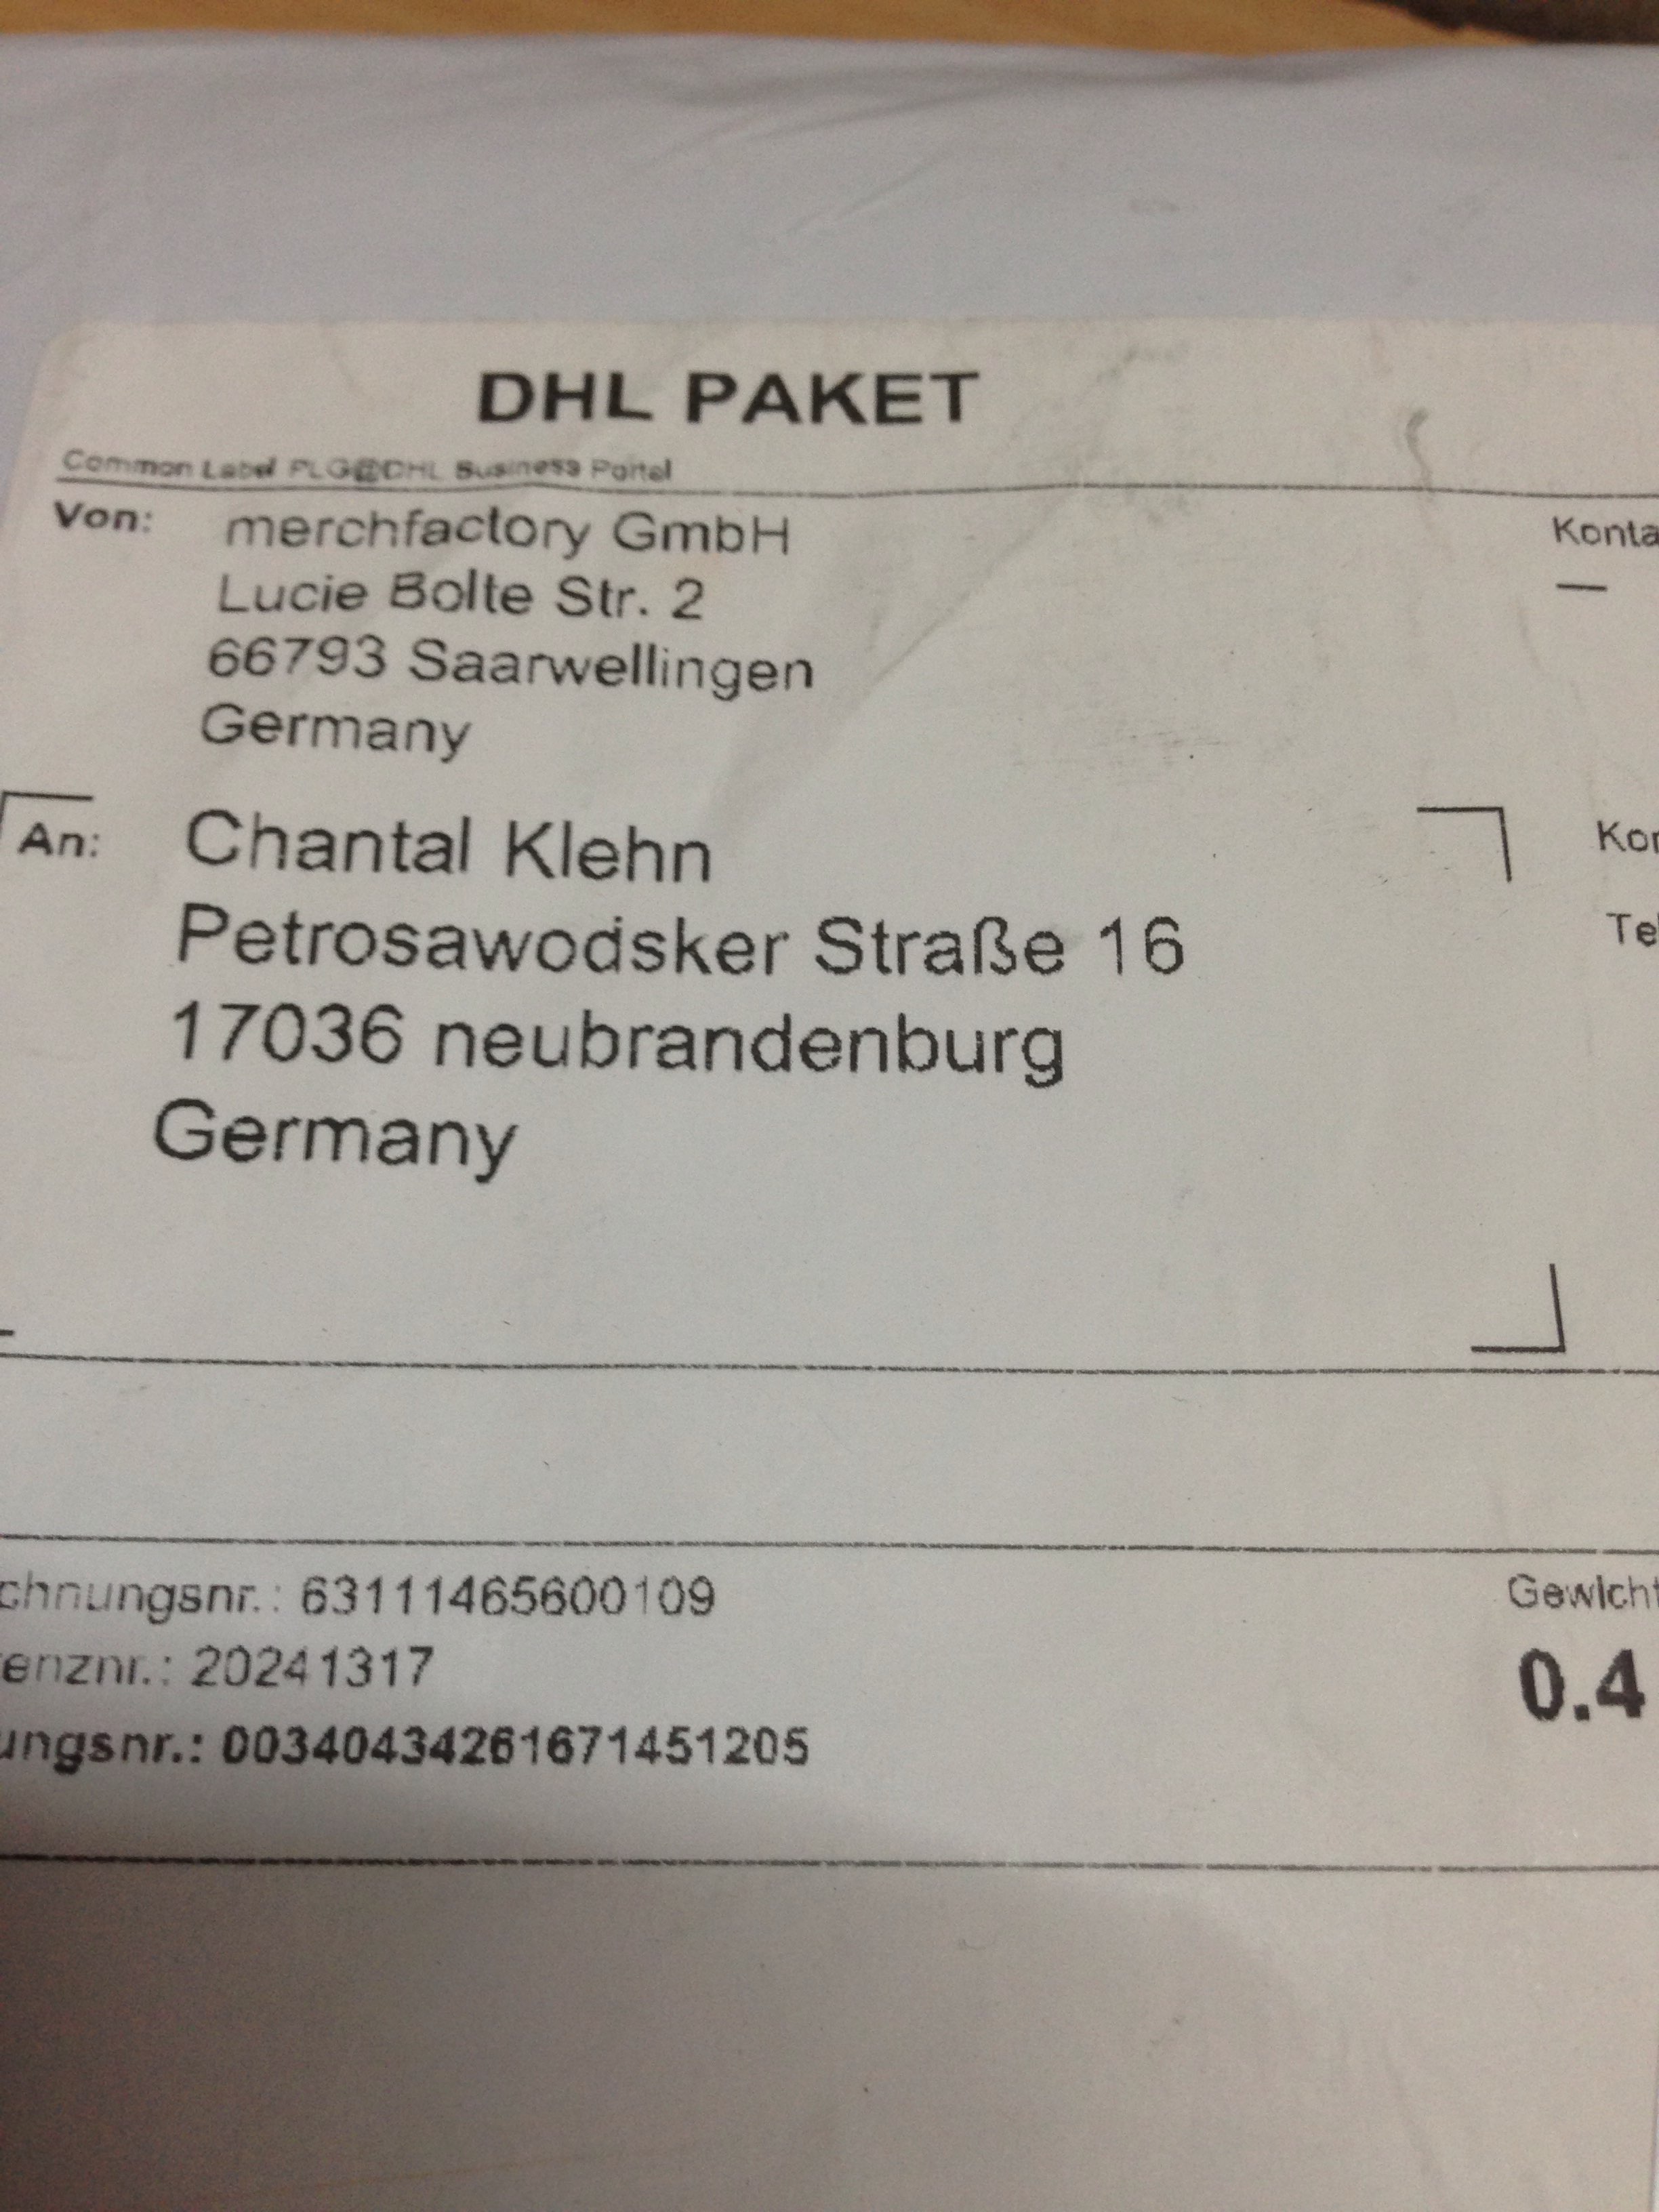 DHL PAKET
Common Label PLG@DHL Business Portal
Von: merchfactory GmbH
Lucie Bolte Str. 2
66793 Saarwellingen
Germany
Konta
—
An: Chantal Klehn
Petrosawodsker Straße 16
17036 neubrandenburg
Germany
Kor
Te
chnungsnr.: 63111465600109
enznr.: 20241317
ungsnr.: 00340434261671451205
Gewicht
0.4